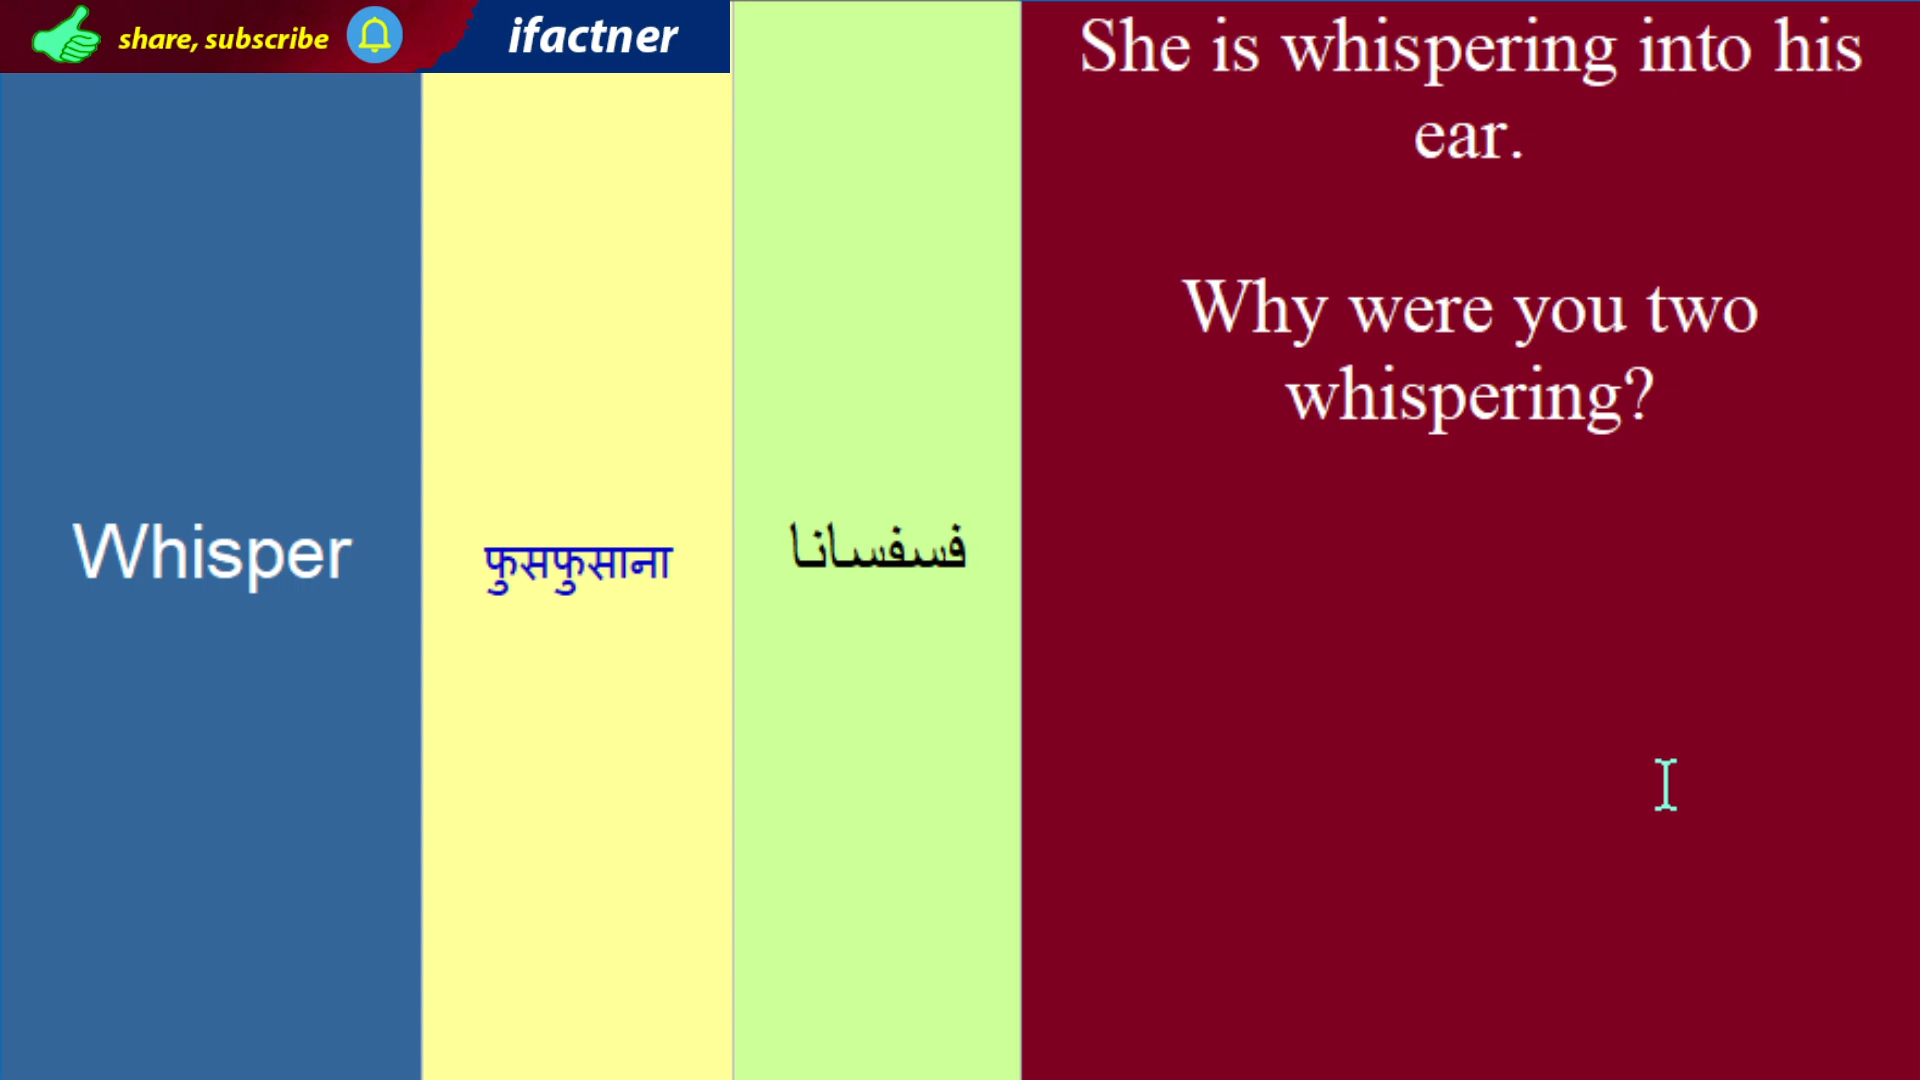 share, subscribe
ifactner
Whisper
फुसफुसाना
فسفسانا
She is whispering into his
ear.
Why were you two
whispering?